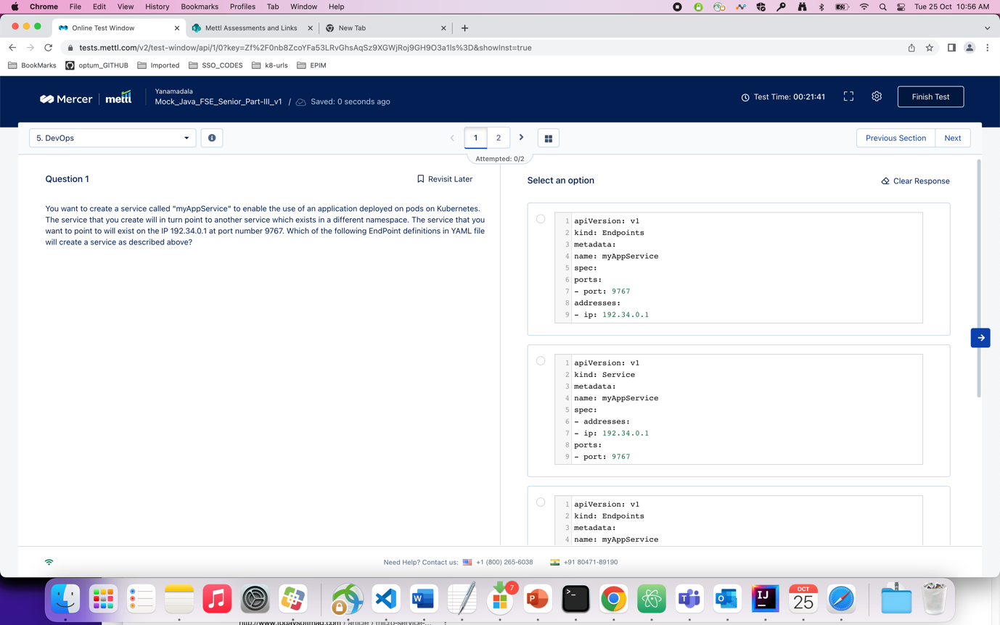 Chrome File Edit View History Bookmarks Profiles Tab Window Help Tue 25 Oct 10:56 AM
Online Test Window Mettl Assessments and Links New Tab
tests.mettl.com/v2/test-window/api/1/0?key=Zf%2F0nb8ZcoYFa53LRvGhsAqSz9XGWjRoj9GH9O3a1ls%3D&showInst=true
BookMarks optum_GITHUB Imported SSO_CODES k8-urls EPIM
Mercer mettl
Yanamadala
Mock_Java_FSE_Senior_Part-III_v1 / Saved: 0 seconds ago
Test Time: 00:21:41
Finish Test
5. DevOps
1 2
Attempted: 0/2
Previous Section Next
Question 1
Revisit Later
You want to create a service called "myAppService" to enable the use of an application deployed on pods on Kubernetes.
The service that you create will in turn point to another service which exists in a different namespace. The service that you
want to point to will exist on the IP 192.34.0.1 at port number 9767. Which of the following EndPoint definitions in YAML file
will create a service as described above?
Select an option
Clear Response
1 apiVersion: v1
2 kind: Endpoints
3 metadata:
4 name: myAppService
5 spec:
6 ports:
7 - port: 9767
8 addresses:
9 - ip: 192.34.0.1
1 apiVersion: v1
2 kind: Service
3 metadata:
4 name: myAppService
5 spec:
6 - addresses:
7 - ip: 192.34.0.1
8 ports:
9 - port: 9767
1 apiVersion: v1
2 kind: Endpoints
3 metadata:
4 name: myAppService
Need Help? Contact us: +1 (800) 265-6038 +91 80471-89190
7
OCT
25
W
P
IJ